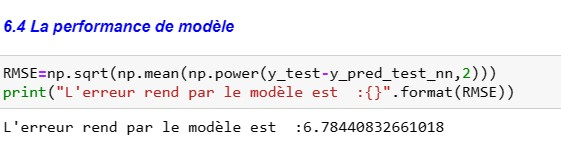 6.4 La performance de modèle
RMSE=np.sqrt(np.mean(np.power(y_test-y_pred_test_nn,2)))
print("L'erreur rend par le modèle est  :{}".format(RMSE))
L'erreur rend par le modèle est  :6.78440832661018